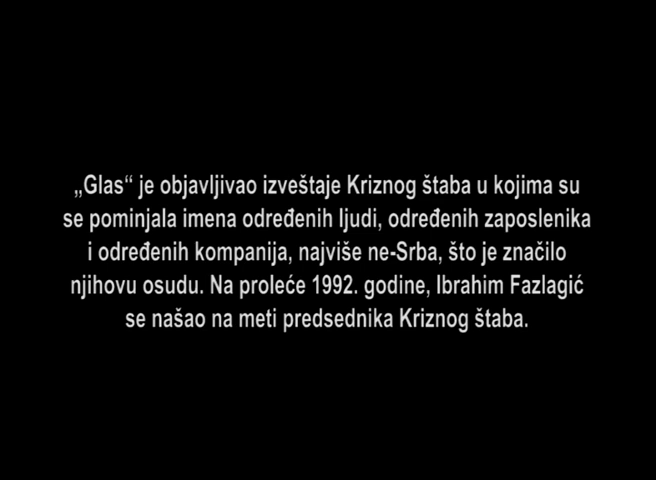 „Glas“ je objavljivao izveštaje Kriznog štaba u kojima su
se pominjala imena određenih ljudi, određenih zaposlenika
i određenih kompanija, najviše ne-Srba, što je značilo
njihovu osudu. Na proleće 1992. godine, Ibrahim Fazlagić
se našao na meti predsednika Kriznog štaba.